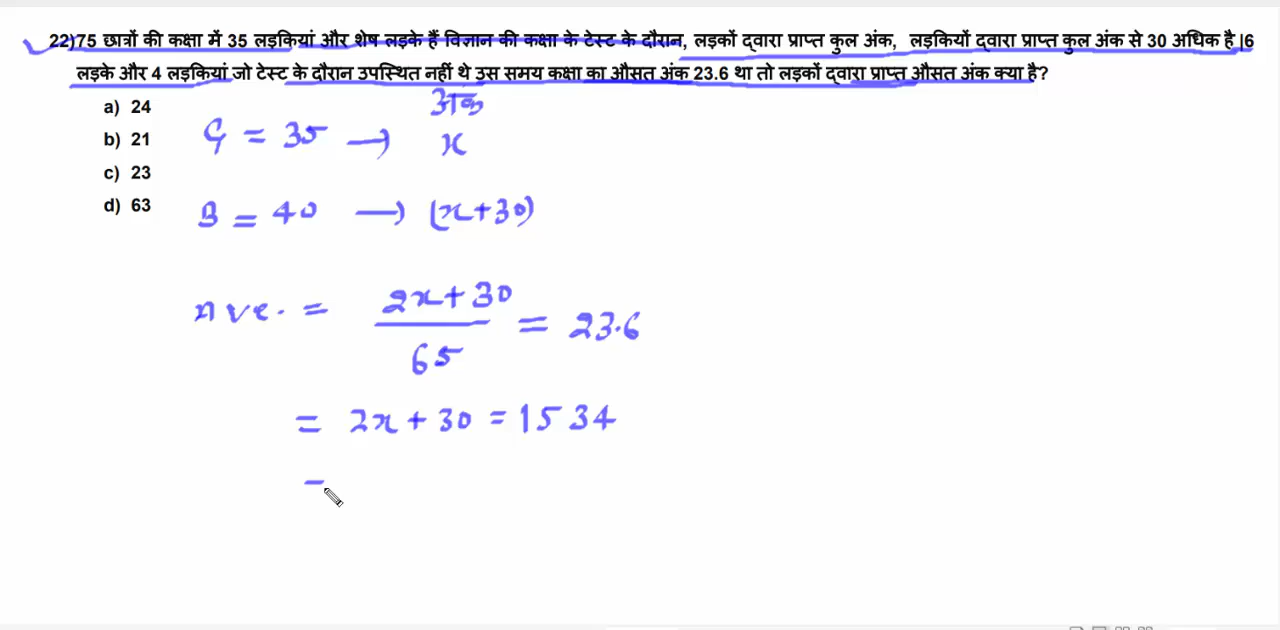 22)75 छात्रों की कक्षा में 35 लड़कियां और शेष लड़के हैं विज्ञान की कक्षा के टेस्ट के दौरान, लड़कों द्वारा प्राप्त कुल अंक, लड़कियों द्वारा प्राप्त कुल अंक से 30 अधिक है |6
लड़के और 4 लड़कियां जो टेस्ट के दौरान उपस्थित नहीं थे उस समय कक्षा का औसत अंक 23.6 था तो लड़कों द्वारा प्राप्त औसत अंक क्या है?
a) 24
b) 21
c) 23
d) 63
अंक
G = 35 → x
B = 40 → (x+30)
Ave. = 2x+30 / 65 = 23.6
= 2x + 30 = 1534